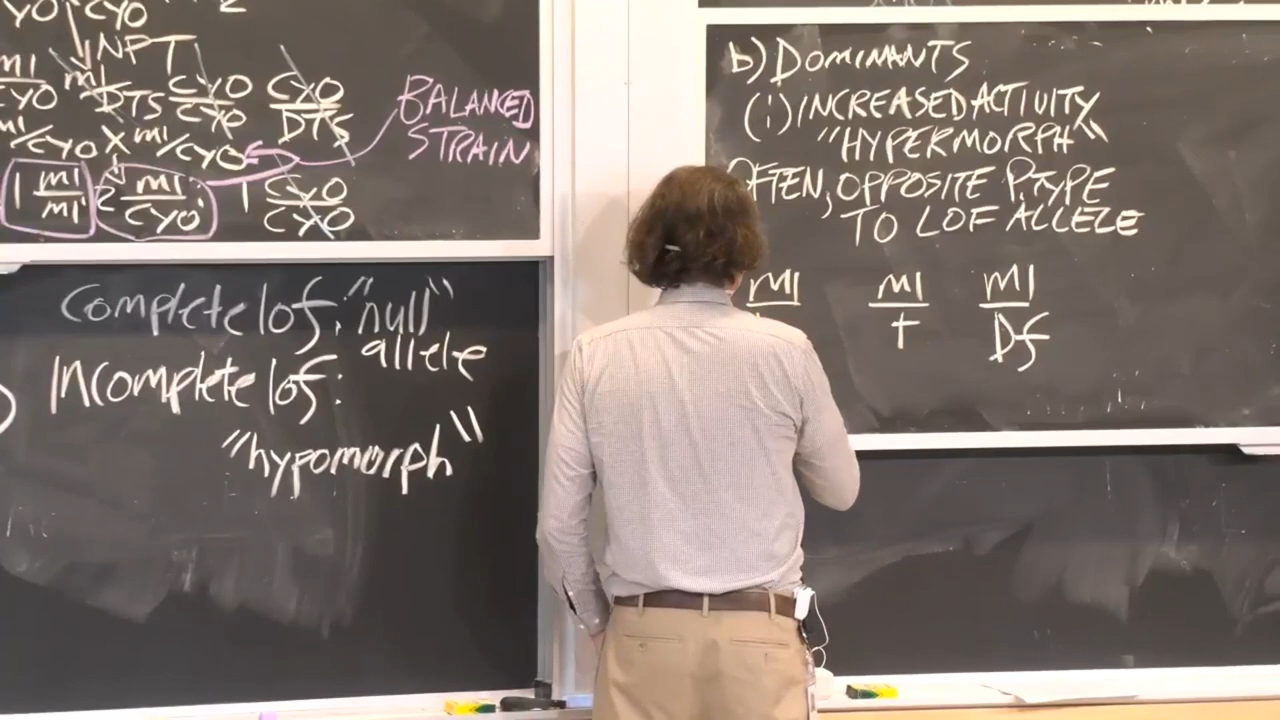 YO CYO
NPT
m1 m1 CYO CYO
CYO DTS CYO DTS
m1/CYO X m1/CYO
BALANCED
STRAIN
1 m1 2 m1 1 CYO
m1 CYO CYO
Complete lof: "null"
allele
Incomplete lof:
"hypomorph"
b) DOMINANTS
(i) INCREASED ACTIVITY
"HYPERMORPH"
OFTEN, OPPOSITE P.TYPE
TO LOF ALLELE
m1 m1 m1
+ Df